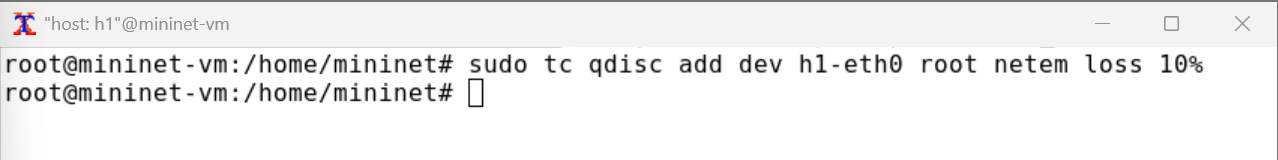 "host: h1"@mininet-vm
root@mininet-vm:/home/mininet# sudo tc qdisc add dev h1-eth0 root netem loss 10%
root@mininet-vm:/home/mininet#